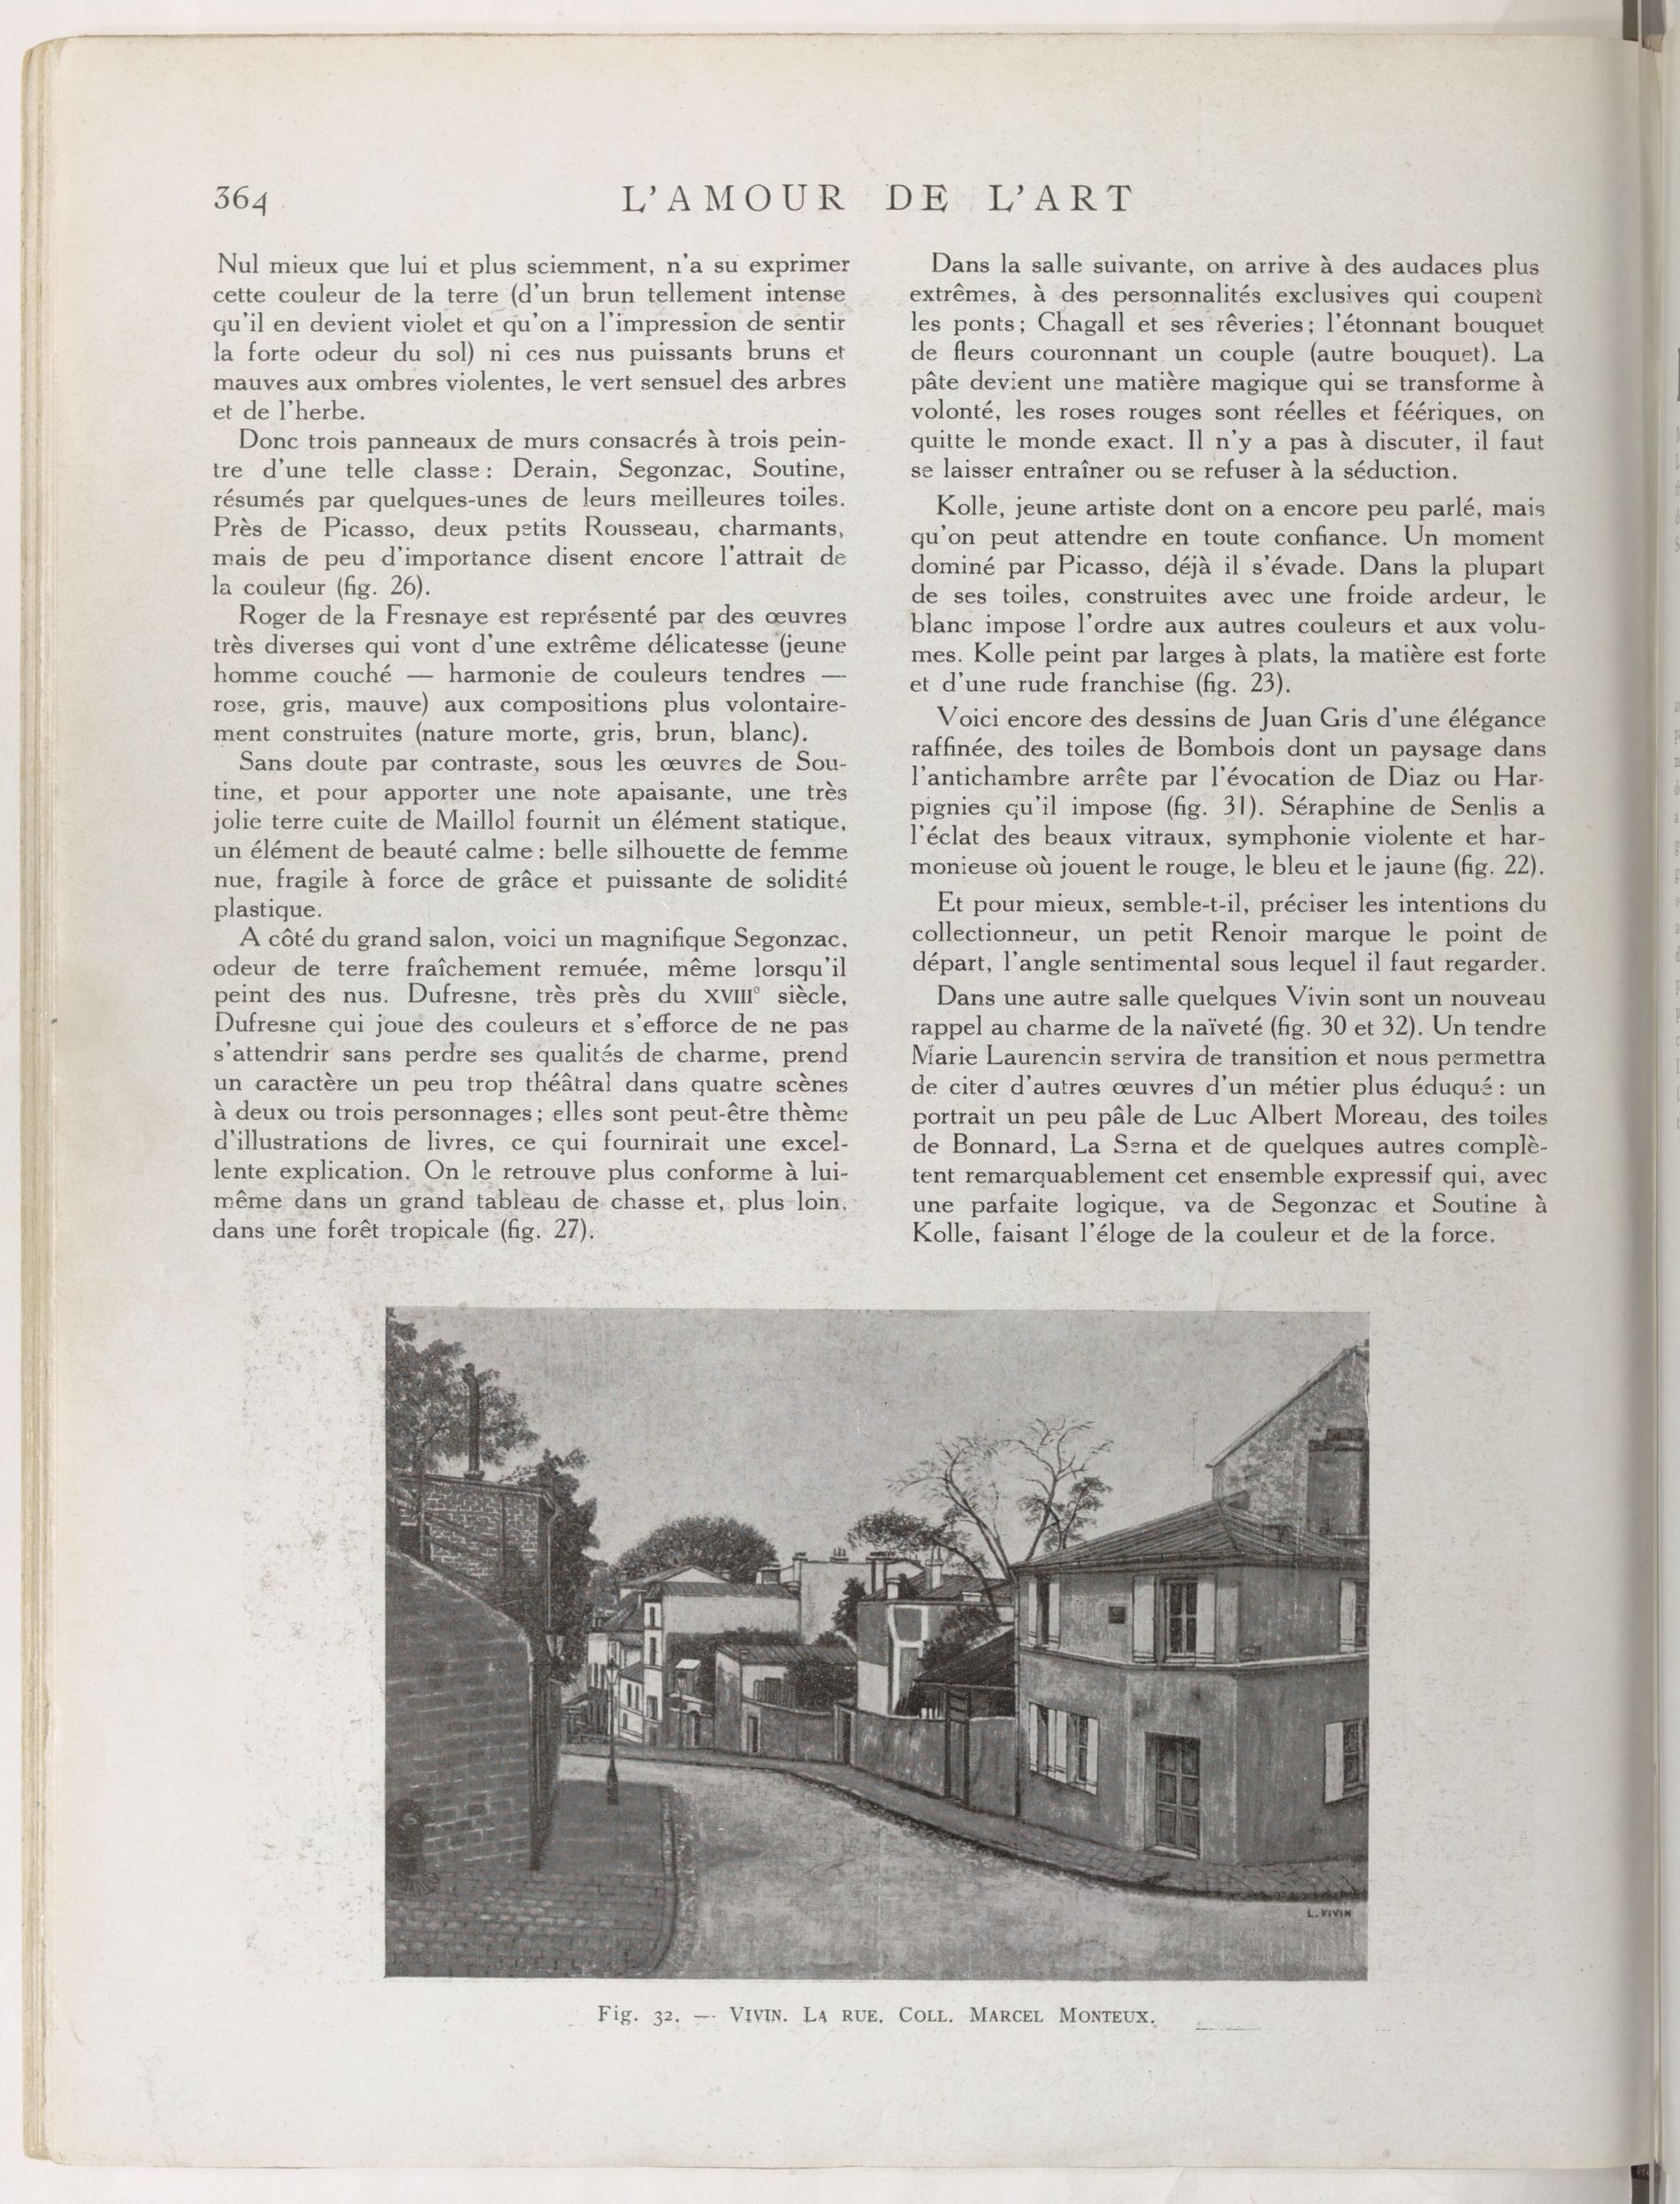 364
L'AMOUR DE L'ART
Nul mieux que lui et plus sciemment, n'a su exprimer
cette couleur de la terre (d'un brun tellement intense
qu'il en devient violet et qu'on a l'impression de sentir
la forte odeur du sol) ni ces nus puissants bruns et
mauves aux ombres violentes, le vert sensuel des arbres
et de l'herbe.
Donc trois panneaux de murs consacrés à trois pein-
tre d'une telle classe : Derain, Segonzac, Soutine,
résumés par quelques-unes de leurs meilleures toiles.
Près de Picasso, deux petits Rousseau, charmants,
mais de peu d'importance disent encore l'attrait de
la couleur (fig. 26).
Roger de la Fresnaye est représenté par des œuvres
très diverses qui vont d'une extrême délicatesse (jeune
homme couché — harmonie de couleurs tendres —
rose, gris, mauve) aux compositions plus volontaire-
ment construites (nature morte, gris, brun, blanc).
Sans doute par contraste, sous les œuvres de Sou-
tine, et pour apporter une note apaisante, une très
jolie terre cuite de Maillol fournit un élément statique,
un élément de beauté calme : belle silhouette de femme
nue, fragile à force de grâce et puissante de solidité
plastique.
A côté du grand salon, voici un magnifique Segonzac,
odeur de terre fraîchement remuée, même lorsqu'il
peint des nus. Dufresne, très près du XVIIIe siècle,
Dufresne qui joue des couleurs et s'efforce de ne pas
s'attendrir sans perdre ses qualités de charme, prend
un caractère un peu trop théâtral dans quatre scènes
à deux ou trois personnages ; elles sont peut-être thème
d'illustrations de livres, ce qui fournirait une excel-
lente explication. On le retrouve plus conforme à lui-
même dans un grand tableau de chasse et, plus loin,
dans une forêt tropicale (fig. 27).
Dans la salle suivante, on arrive à des audaces plus
extrêmes, à des personnalités exclusives qui coupent
les ponts ; Chagall et ses rêveries ; l'étonnant bouquet
de fleurs couronnant un couple (autre bouquet). La
pâte devient une matière magique qui se transforme à
volonté, les roses rouges sont réelles et féériques, on
quitte le monde exact. Il n'y a pas à discuter, il faut
se laisser entraîner ou se refuser à la séduction.
Kolle, jeune artiste dont on a encore peu parlé, mais
qu'on peut attendre en toute confiance. Un moment
dominé par Picasso, déjà il s'évade. Dans la plupart
de ses toiles, construites avec une froide ardeur, le
blanc impose l'ordre aux autres couleurs et aux volu-
mes. Kolle peint par larges à plats, la matière est forte
et d'une rude franchise (fig. 23).
Voici encore des dessins de Juan Gris d'une élégance
raffinée, des toiles de Bombois dont un paysage dans
l'antichambre arrête par l'évocation de Diaz ou Har-
pignies qu'il impose (fig. 31). Séraphine de Senlis a
l'éclat des beaux vitraux, symphonie violente et har-
monieuse où jouent le rouge, le bleu et le jaune (fig. 22).
Et pour mieux, semble-t-il, préciser les intentions du
collectionneur, un petit Renoir marque le point de
départ, l'angle sentimental sous lequel il faut regarder.
Dans une autre salle quelques Vivin sont un nouveau
rappel au charme de la naïveté (fig. 30 et 32). Un tendre
Marie Laurencin servira de transition et nous permettra
de citer d'autres œuvres d'un métier plus éduqué : un
portrait un peu pâle de Luc Albert Moreau, des toiles
de Bonnard, La Serna et de quelques autres complè-
tent remarquablement cet ensemble expressif qui, avec
une parfaite logique, va de Segonzac et Soutine à
Kolle, faisant l'éloge de la couleur et de la force.
L. VIVIN
Fig. 32. — VIVIN. LA RUE. COLL. MARCEL MONTEUX.